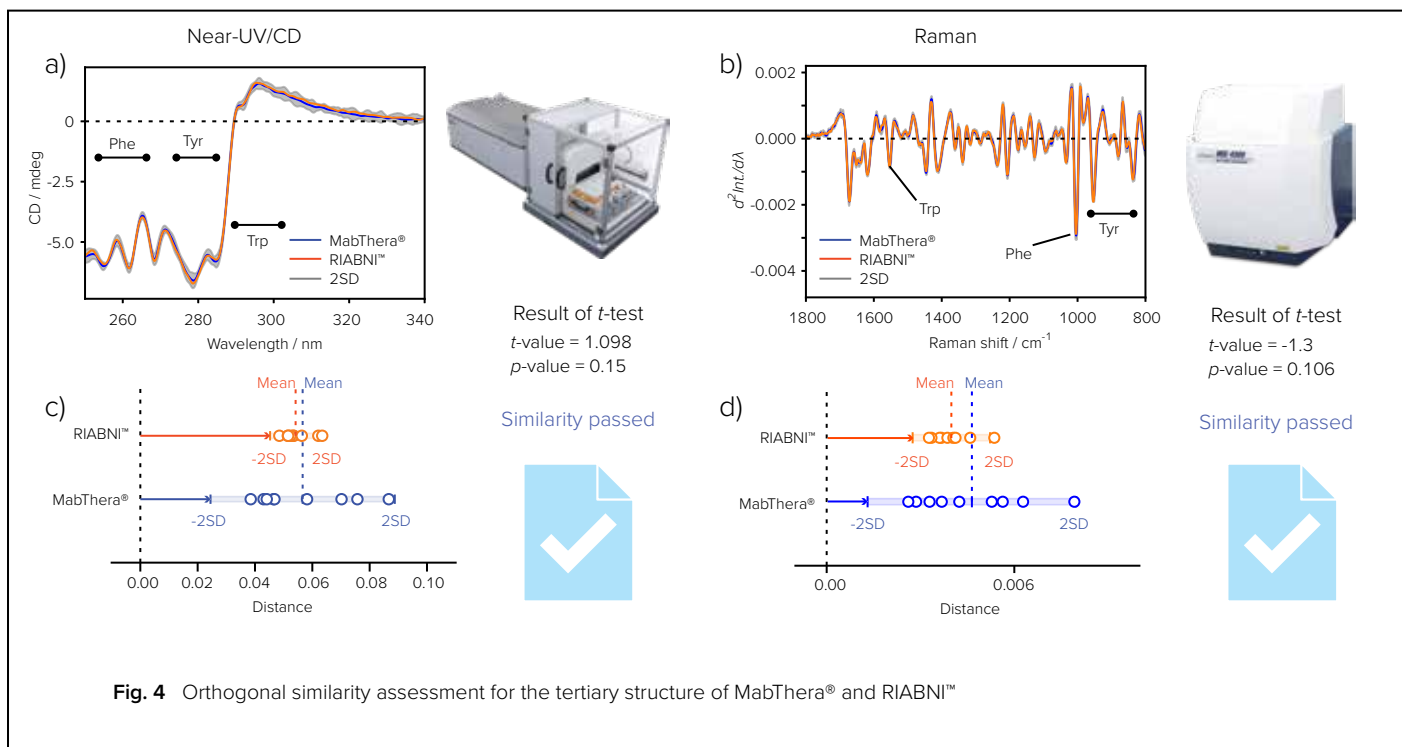 Near-UV/CD
Raman
a)
0
-2.5
-5.0
CD / mdeg
Phe
Tyr
Trp
MabThera®
RIABNI™
2SD
260
280
300
320
340
Wavelength / nm
Result of t-test
t-value = 1.098
p-value = 0.15
b)
0.002
0.000
-0.002
-0.004
d²Int./dλ
Trp
Phe
Tyr
MabThera®
RIABNI™
2SD
1800
1600
1400
1200
1000
800
Raman shift / cm⁻¹
Result of t-test
t-value = -1.3
p-value = 0.106
c)
Mean
Mean
RIABNI™
-2SD
2SD
MabThera®
-2SD
2SD
0.00
0.02
0.04
0.06
0.08
0.10
Distance
Similarity passed
d)
Mean
Mean
RIABNI™
-2SD
2SD
MabThera®
-2SD
2SD
0.00
0.006
Distance
Similarity passed
Fig. 4 Orthogonal similarity assessment for the tertiary structure of MabThera® and RIABNI™